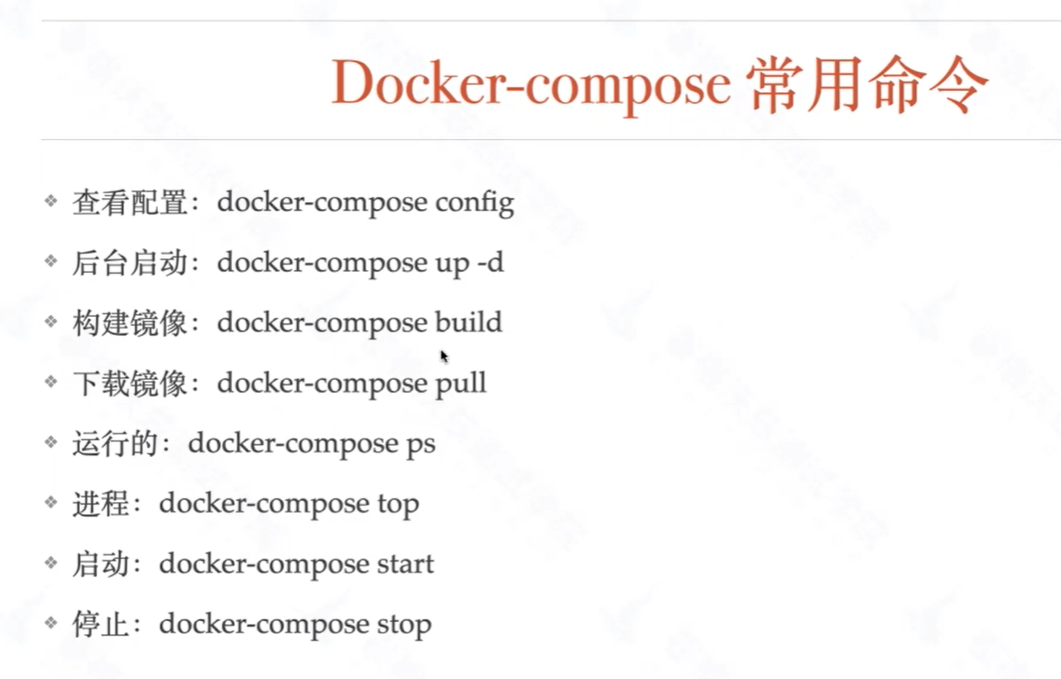 Docker-compose 常用命令
查看配置：docker-compose config
后台启动：docker-compose up -d
构建镜像：docker-compose build
下载镜像：docker-compose pull
运行的：docker-compose ps
进程：docker-compose top
启动：docker-compose start
停止：docker-compose stop